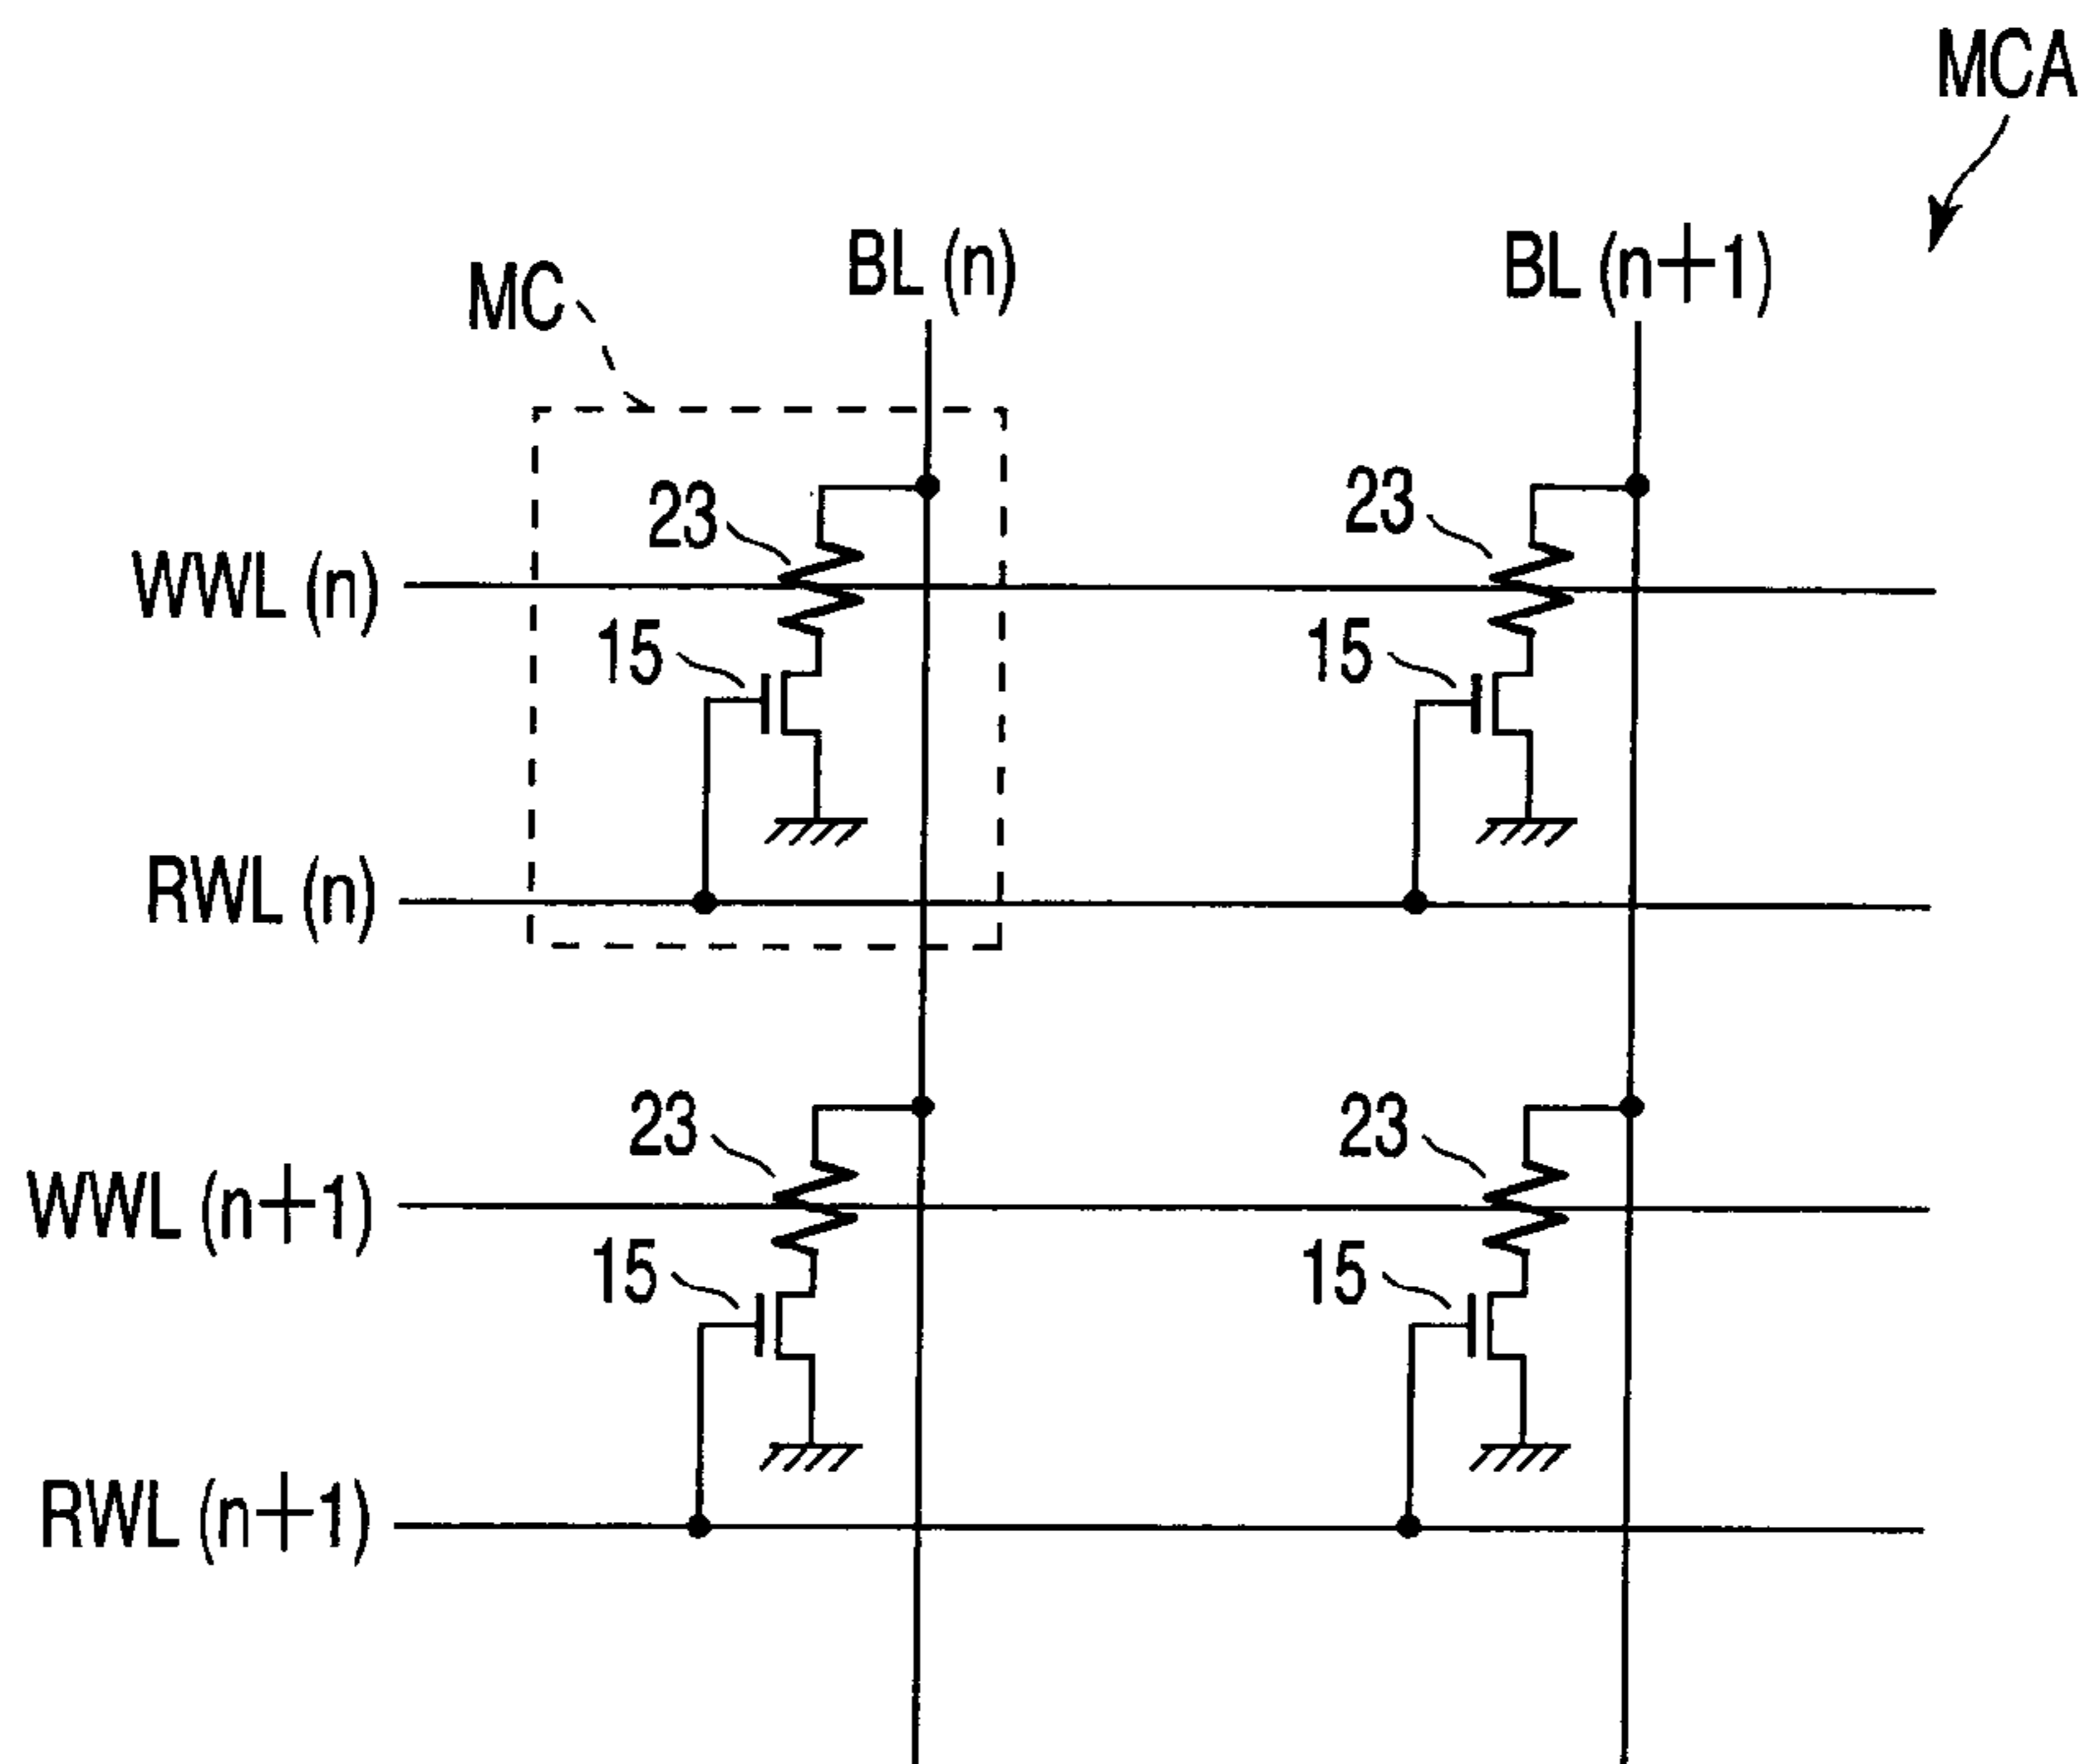 MCA
MC
BL (n)
BL (n+1)
23
23
WWL (n)
15
15
RWL (n)
23
23
WWL (n+1)
15
15
RWL (n+1)